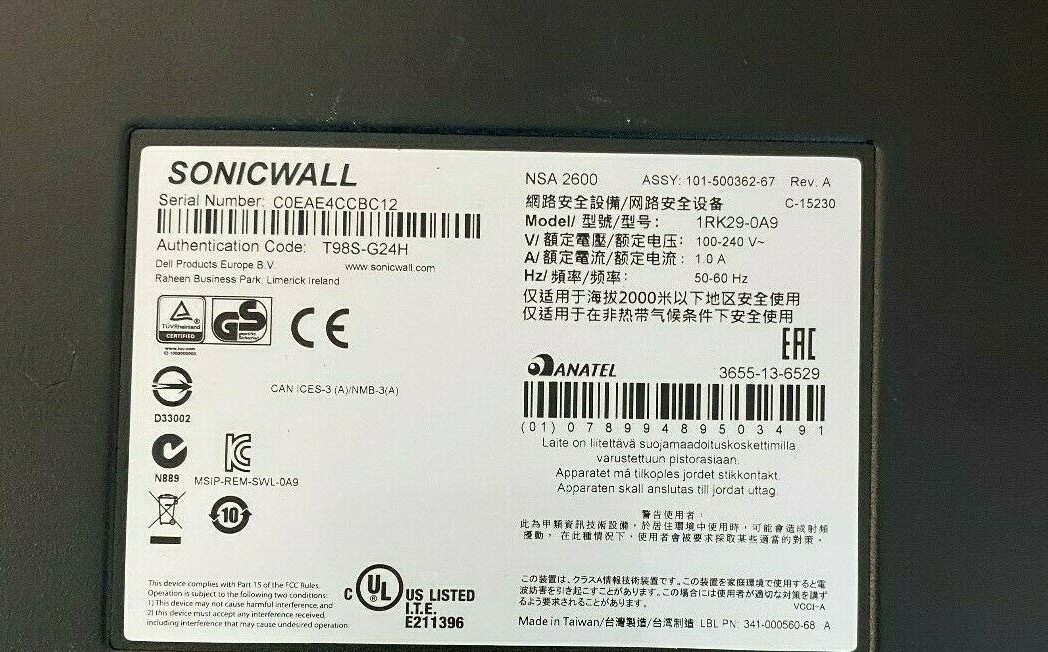 SONICWALL
Serial Number: C0EAE4CCBC12
Authentication Code: T98S-G24H
Dell Products Europe B.V. www.sonicwall.com
Raheen Business Park, Limerick Ireland
TÜVRheinland
CERTIFIED
www.tuv.com
GS
geprüfte
Sicherheit
CE
D33002
CAN ICES-3 (A)/NMB-3(A)
N889
MSIP-REM-SWL-0A9
10
This device complies with Part 15 of the FCC Rules.
Operation is subject to the following two conditions:
1) This device may not cause harmful interference, and
2) this device must accept any interference received,
including interference that may cause undesired operation.
C UL US LISTED
I.T.E.
E211396
NSA 2600 ASSY: 101-500362-67 Rev. A
網路安全設備/网路安全设备 C-15230
Model/ 型號/型号: 1RK29-0A9
V/ 額定電壓/额定电压: 100-240 V~
A/ 額定電流/额定电流: 1.0 A
Hz/ 頻率/频率: 50-60 Hz
仅适用于海拔2000米以下地区安全使用
仅适用于在非热带气候条件下安全使用
EAC
ANATEL
3655-13-6529
(01)07899489503491
Laite on liitettävä suojamaadoituskoskettimilla
varustettuun pistorasiaan.
Apparatet må tilkoples jordet stikkontakt.
Apparaten skall anslutas till jordat uttag.
警告使用者:
此為甲類資訊技術設備,於居住環境中使用時,可能會造成射頻
擾動,在此種情況下,使用者會被要求採取某些適當的對策。
この装置は、クラスA情報技術装置です。この装置を家庭環境で使用すると電
波妨害を引き起こすことがあります。この場合には使用者が適切な対策を講ず
るよう要求されることがあります。 VCCI-A
Made in Taiwan/台灣製造/台湾制造 LBL PN: 341-000560-68 A